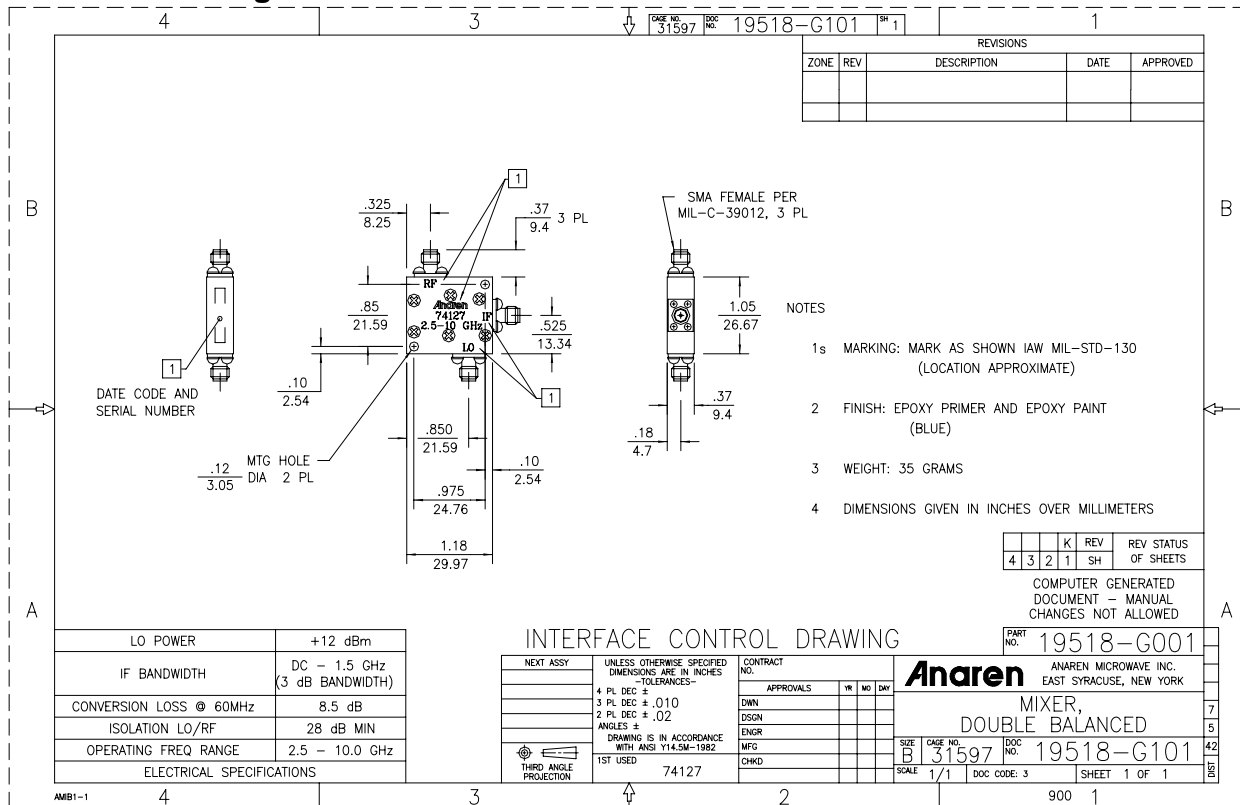 4 3 CAGE NO. 31597 DOC NO. 19518-G101 SH 1 1
REVISIONS
ZONE REV DESCRIPTION DATE APPROVED
B B
.325
8.25
1
.37
9.4 3 PL
SMA FEMALE PER
MIL-C-39012, 3 PL
RF
.85
21.59
Anaren
74127
2.5-10 GHz
IF
LO
.525
13.34
1.05
26.67
1
DATE CODE AND
SERIAL NUMBER
.10
2.54
1
.37
9.4
.18
4.7
.850
21.59
MTG HOLE
.12
3.05 DIA 2 PL
.10
2.54
.975
24.76
1.18
29.97
NOTES
1s MARKING: MARK AS SHOWN IAW MIL-STD-130
(LOCATION APPROXIMATE)
2 FINISH: EPOXY PRIMER AND EPOXY PAINT
(BLUE)
3 WEIGHT: 35 GRAMS
4 DIMENSIONS GIVEN IN INCHES OVER MILLIMETERS
K REV REV STATUS
4 3 2 1 SH OF SHEETS
COMPUTER GENERATED
DOCUMENT - MANUAL
CHANGES NOT ALLOWED
A A
LO POWER +12 dBm
IF BANDWIDTH DC - 1.5 GHz
(3 dB BANDWIDTH)
CONVERSION LOSS @ 60MHz 8.5 dB
ISOLATION LO/RF 28 dB MIN
OPERATING FREQ RANGE 2.5 - 10.0 GHz
ELECTRICAL SPECIFICATIONS
INTERFACE CONTROL DRAWING
PART NO. 19518-G001
NEXT ASSY
THIRD ANGLE
PROJECTION
UNLESS OTHERWISE SPECIFIED
DIMENSIONS ARE IN INCHES
-TOLERANCES-
4 PL DEC ±
3 PL DEC ± .010
2 PL DEC ± .02
ANGLES ±
DRAWING IS IN ACCORDANCE
WITH ANSI Y14.5M-1982
1ST USED
74127
CONTRACT
NO.
APPROVALS YR MO DAY
DWN
DSGN
ENGR
MFG
CHKD
Anaren ANAREN MICROWAVE INC.
EAST SYRACUSE, NEW YORK
MIXER,
DOUBLE BALANCED
7
5
42
DIST
SIZE B CAGE NO. 31597 DOC NO. 19518-G101
SCALE 1/1 DOC CODE: 3 SHEET 1 OF 1
AMIB1-1 4 3 2 900 1